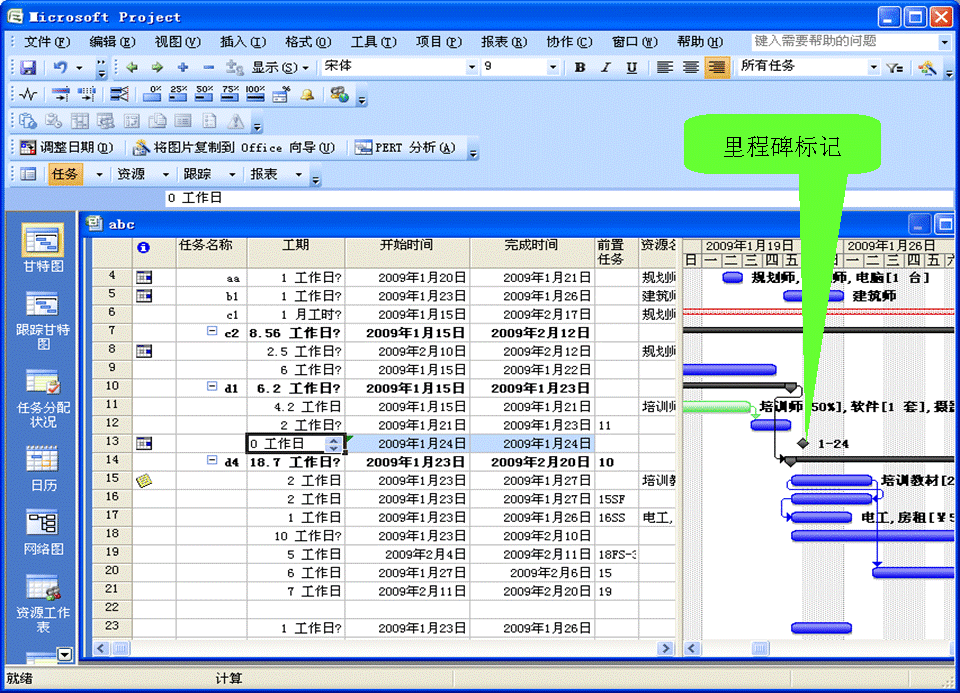 Microsoft Project
文件(F) 编辑(E) 视图(V) 插入(I) 格式(O) 工具(T) 项目(P) 报表(R) 协作(C) 窗口(W) 帮助(H) 键入需要帮助的问题
显示(S) 宋体 9 B I U 所有任务
0% 25% 50% 75% 100%
调整日期(D) 将图片复制到 Office 向导(U) PERT 分析(A)
任务 资源 跟踪 报表
里程碑标记
0 工作日
abc
甘特图
跟踪甘特图
任务分配状况
日历
网络图
资源工作表
任务名称 工期 开始时间 完成时间 前置任务 资源名
2009年1月19日 2009年1月26日
日 一 二 三 四 五 日 一 二 三 四 五 六
4 aa 1 工作日? 2009年1月20日 2009年1月21日 规划师 规划师, 师,电脑[1 台]
5 b1 1 工作日? 2009年1月23日 2009年1月26日 建筑师 建筑师
6 c1 1 月工时? 2009年1月15日 2009年2月17日 规划师
7 c2 8.56 工作日? 2009年1月15日 2009年2月12日
8 2.5 工作日? 2009年2月10日 2009年2月12日 规划师
9 6 工作日? 2009年1月15日 2009年1月22日
10 d1 6.2 工作日? 2009年1月15日 2009年1月23日
11 4.2 工作日 2009年1月15日 2009年1月21日 培训师 培训师[50%],软件[1 套],摄
12 2 工作日? 2009年1月21日 2009年1月23日 11
13 0 工作日 2009年1月24日 2009年1月24日 1-24
14 d4 18.7 工作日? 2009年1月23日 2009年2月20日 10
15 2 工作日 2009年1月23日 2009年1月27日 培训教 培训教材[2
16 2 工作日 2009年1月23日 2009年1月27日 15SF
17 1 工作日 2009年1月23日 2009年1月26日 16SS 电工, 电工,房租[¥5
18 10 工作日? 2009年1月23日 2009年2月10日
19 5 工作日 2009年2月4日 2009年2月11日 18FS-3
20 6 工作日 2009年1月27日 2009年2月6日 15
21 7 工作日 2009年2月11日 2009年2月20日 19
22
23 1 工作日? 2009年1月23日 2009年1月26日
就绪 计算